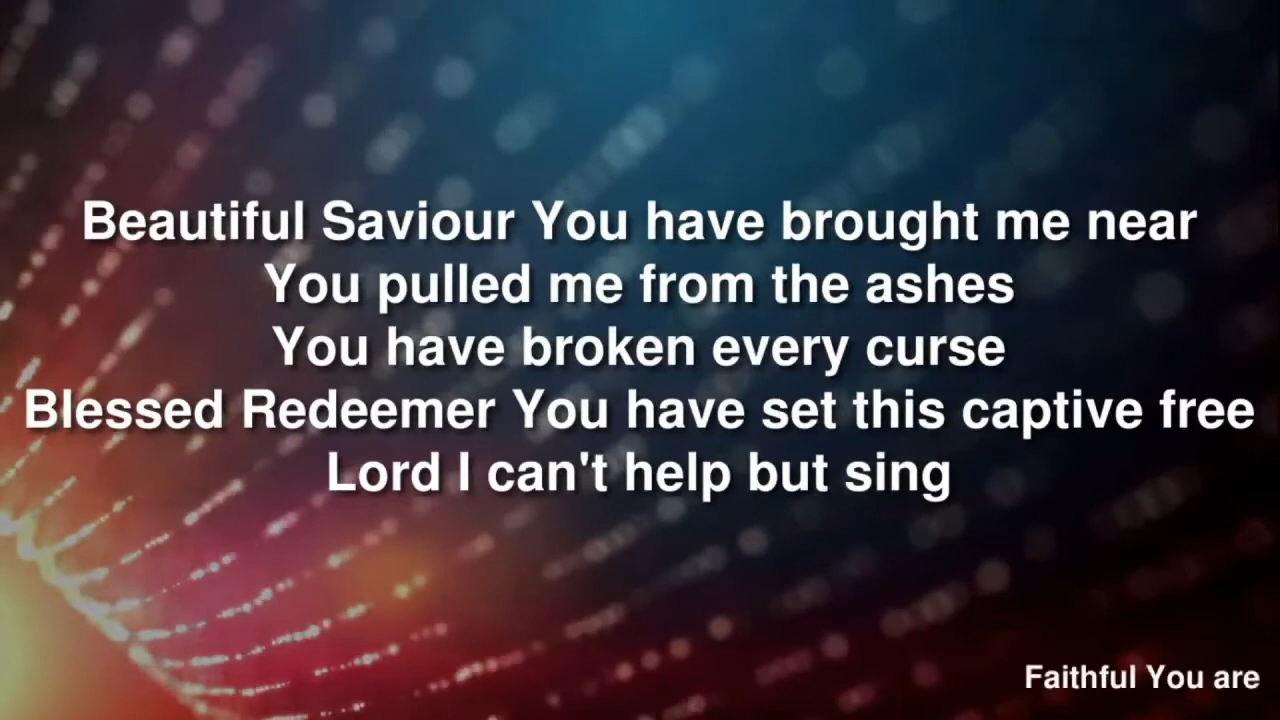 Beautiful Saviour You have brought me near
You pulled me from the ashes
You have broken every curse
Blessed Redeemer You have set this captive free
Lord I can't help but sing
Faithful You are